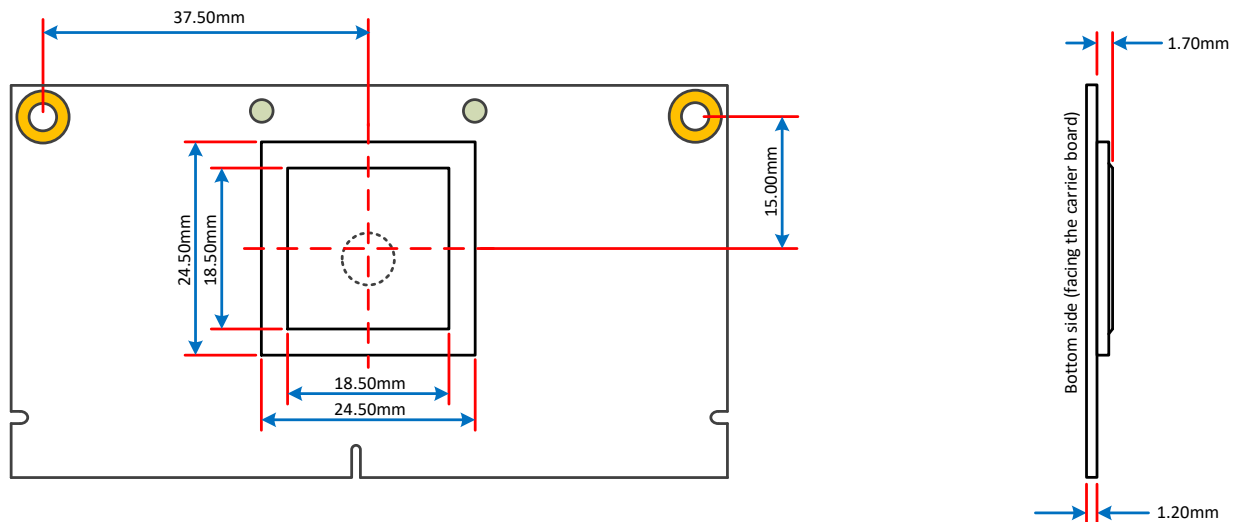 37.50mm
1.70mm
Bottom side (facing the carrier board)
15.00mm
24.50mm
18.50mm
18.50mm
24.50mm
1.20mm